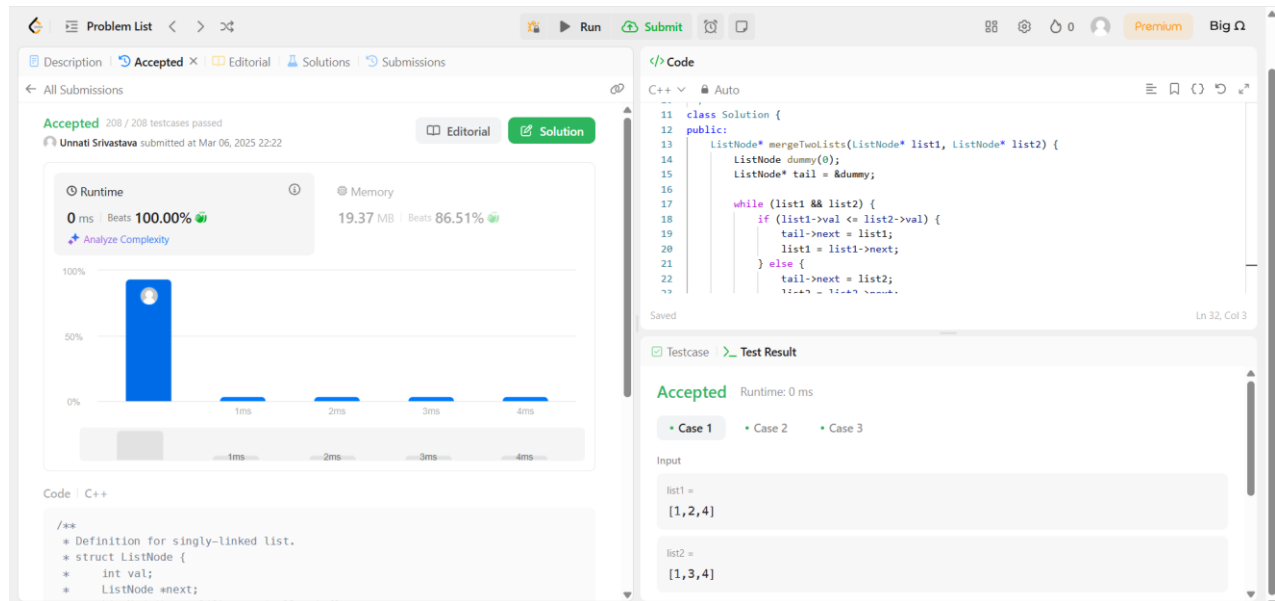 Problem List
Run
Submit
0
Premium
Big Ω
Description
Accepted
Editorial
Solutions
Submissions
All Submissions
Accepted 208 / 208 testcases passed
Unnati Srivastava submitted at Mar 06, 2025 22:22
Editorial
Solution
Runtime
0 ms Beats 100.00%
Analyze Complexity
Memory
19.37 MB Beats 86.51%
100%
50%
0%
1ms 2ms 3ms 4ms
1ms 2ms 3ms 4ms
Code C++
/**
* Definition for singly-linked list.
* struct ListNode {
* int val;
* ListNode *next;
</> Code
C++ Auto
11 class Solution {
12 public:
13 ListNode* mergeTwoLists(ListNode* list1, ListNode* list2) {
14 ListNode dummy(0);
15 ListNode* tail = &dummy;
16
17 while (list1 && list2) {
18 if (list1->val <= list2->val) {
19 tail->next = list1;
20 list1 = list1->next;
21 } else {
22 tail->next = list2;
23 list2 = list2->next;
Saved
Ln 32, Col 3
Testcase
>_ Test Result
Accepted Runtime: 0 ms
• Case 1 • Case 2 • Case 3
Input
list1 =
[1,2,4]
list2 =
[1,3,4]